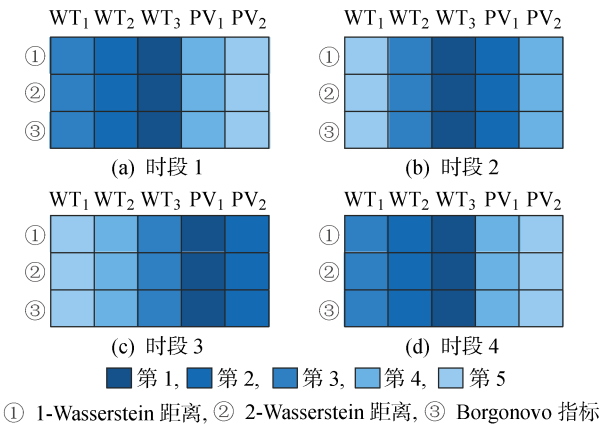 WT₁ WT₂ WT₃ PV₁ PV₂ WT₁ WT₂ WT₃ PV₁ PV₂
① ①
② ②
③ ③
(a) 时段 1 (b) 时段 2
WT₁ WT₂ WT₃ PV₁ PV₂ WT₁ WT₂ WT₃ PV₁ PV₂
① ①
② ②
③ ③
(c) 时段 3 (d) 时段 4
第 1, 第 2, 第 3, 第 4, 第 5
① 1-Wasserstein 距离, ② 2-Wasserstein 距离, ③ Borgonovo 指标